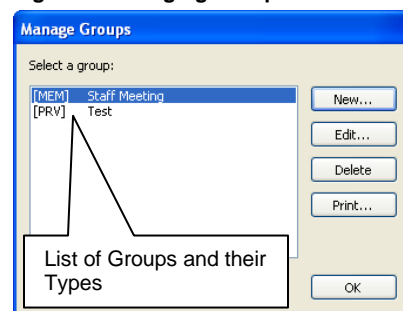 Manage Groups
Select a group:
[MEM] Staff Meeting
[PRV] Test
New...
Edit...
Delete
Print...
List of Groups and their
Types
OK